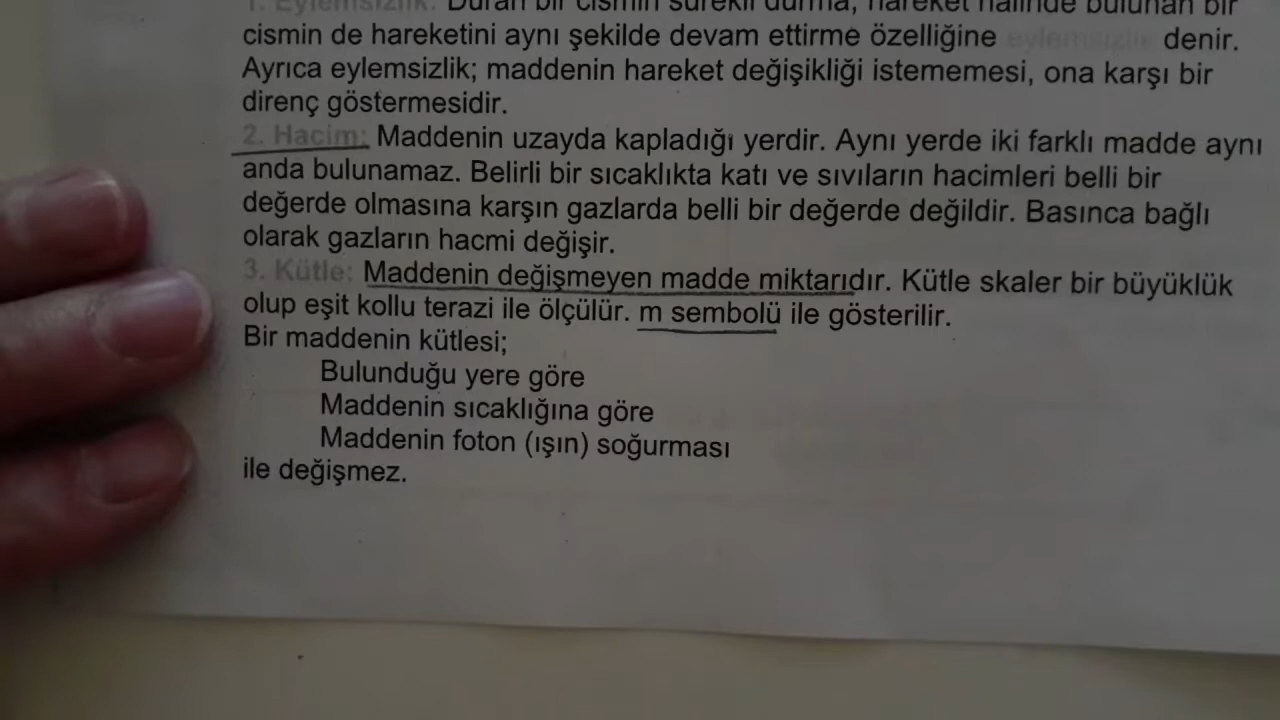 1. Eylemsizlik: Duran bir cismin sürekli durma, hareket halinde bulunan bir
cismin de hareketini aynı şekilde devam ettirme özelliğine eylemsizlik denir.
Ayrıca eylemsizlik; maddenin hareket değişikliği istememesi, ona karşı bir
direnç göstermesidir.
2. Hacim: Maddenin uzayda kapladığı yerdir. Aynı yerde iki farklı madde aynı
anda bulunamaz. Belirli bir sıcaklıkta katı ve sıvıların hacimleri belli bir
değerde olmasına karşın gazlarda belli bir değerde değildir. Basınca bağlı
olarak gazların hacmi değişir.
3. Kütle: Maddenin değişmeyen madde miktarıdır. Kütle skaler bir büyüklük
olup eşit kollu terazi ile ölçülür. m sembolü ile gösterilir.
Bir maddenin kütlesi;
Bulunduğu yere göre
Maddenin sıcaklığına göre
Maddenin foton (ışın) soğurması
ile değişmez.